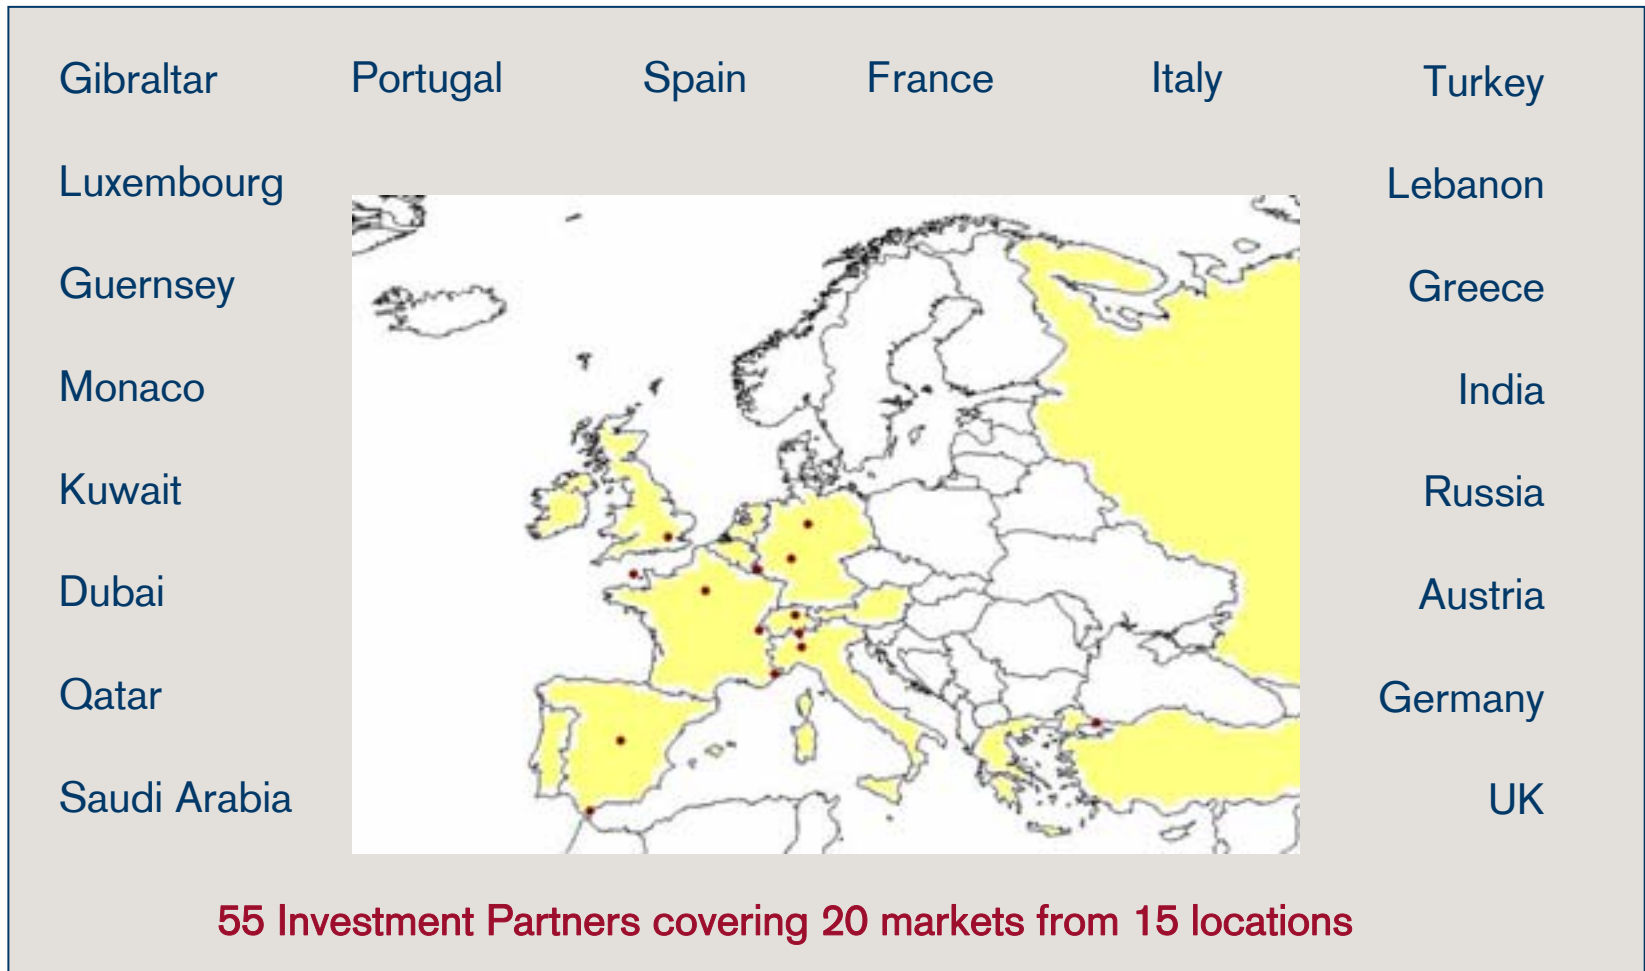 Gibraltar Portugal Spain France Italy Turkey
Luxembourg Lebanon
Guernsey Greece
Monaco India
Kuwait Russia
Dubai Austria
Qatar Germany
Saudi Arabia UK
55 Investment Partners covering 20 markets from 15 locations